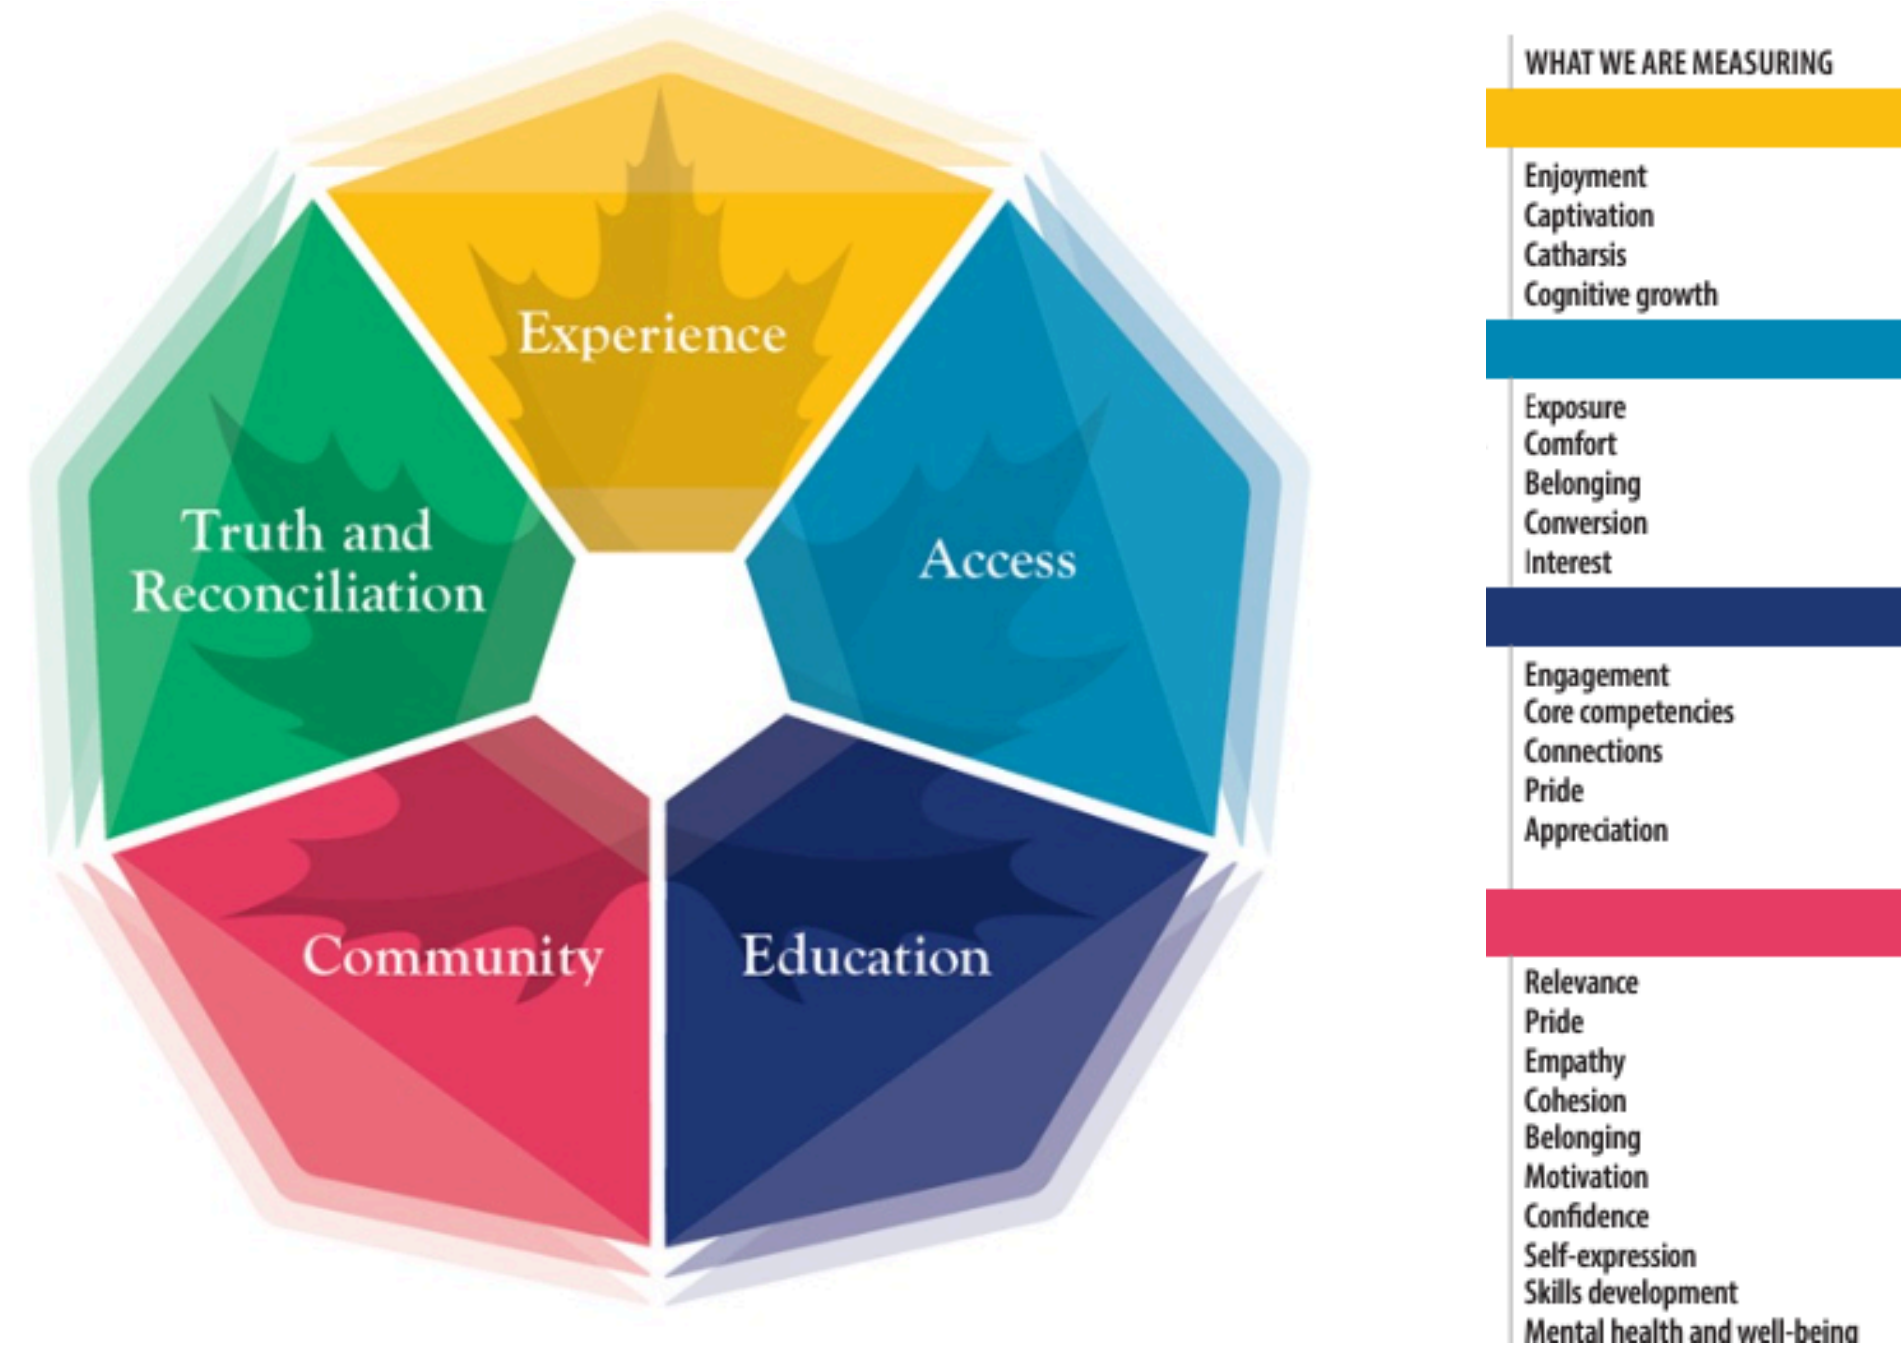 Experience
Truth and
Reconciliation
Access
Community
Education
WHAT WE ARE MEASURING
Enjoyment
Captivation
Catharsis
Cognitive growth
Exposure
Comfort
Belonging
Conversion
Interest
Engagement
Core competencies
Connections
Pride
Appreciation
Relevance
Pride
Empathy
Cohesion
Belonging
Motivation
Confidence
Self-expression
Skills development
Mental health and well-being